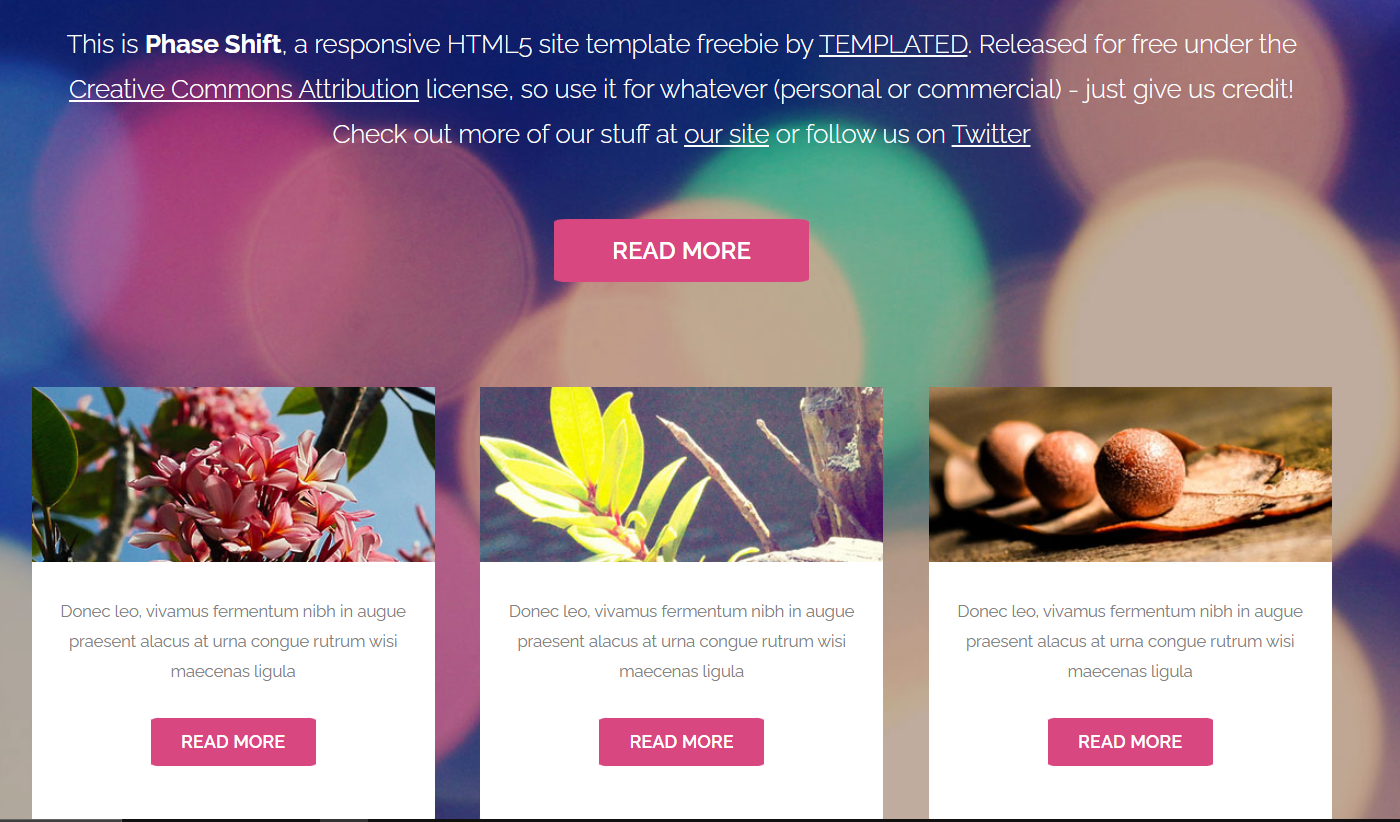 This is Phase Shift, a responsive HTML5 site template freebie by TEMPLATED. Released for free under the
Creative Commons Attribution license, so use it for whatever (personal or commercial) - just give us credit!
Check out more of our stuff at our site or follow us on Twitter
READ MORE
Donec leo, vivamus fermentum nibh in augue
praesent alacus at urna congue rutrum wisi
maecenas ligula
READ MORE
Donec leo, vivamus fermentum nibh in augue
praesent alacus at urna congue rutrum wisi
maecenas ligula
READ MORE
Donec leo, vivamus fermentum nibh in augue
praesent alacus at urna congue rutrum wisi
maecenas ligula
READ MORE